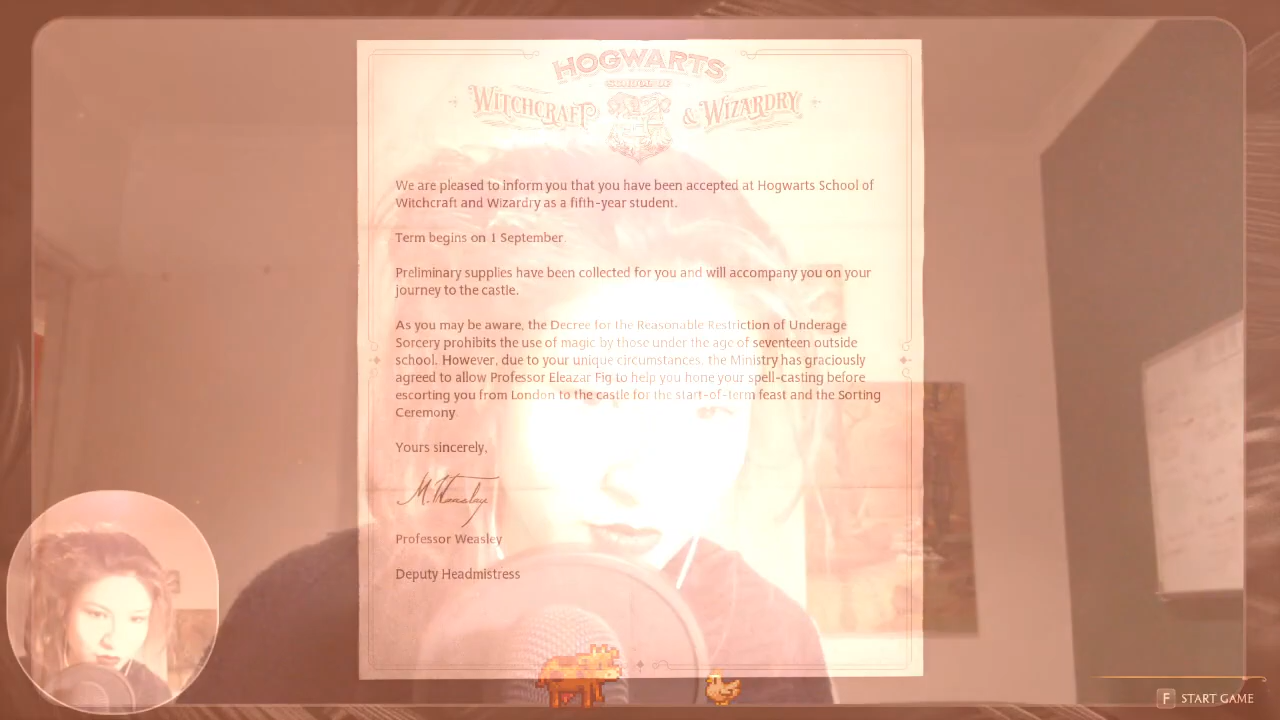 HOGWARTS
SCHOOL OF
WITCHCRAFT & WIZARDRY
We are pleased to inform you that you have been accepted at Hogwarts School of
Witchcraft and Wizardry as a fifth-year student.
Term begins on 1 September.
Preliminary supplies have been collected for you and will accompany you on your
journey to the castle.
As you may be aware, the Decree for the Reasonable Restriction of Underage
Sorcery prohibits the use of magic by those under the age of seventeen outside
school. However, due to your unique circumstances, the Ministry has graciously
agreed to allow Professor Eleazar Fig to help you hone your spell-casting before
escorting you from London to the castle for the start-of-term feast and the Sorting
Ceremony.
Yours sincerely,
M. Weasley
Professor Weasley
Deputy Headmistress
F START GAME